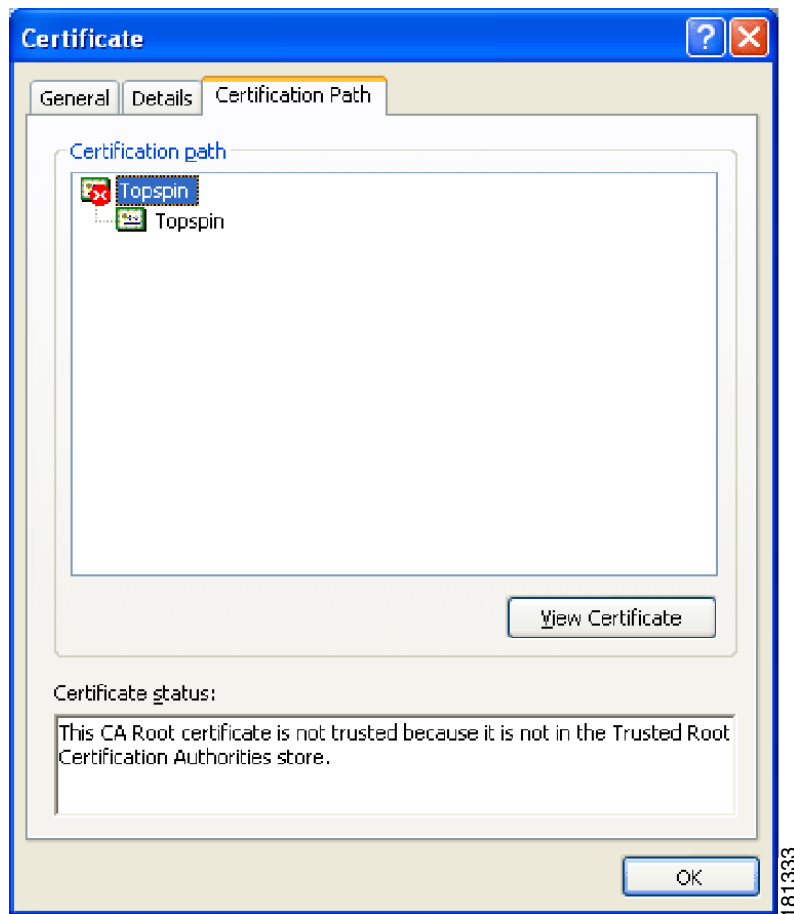 Certificate
General Details Certification Path
Certification path
Topspin
Topspin
View Certificate
Certificate status:
This CA Root certificate is not trusted because it is not in the Trusted Root
Certification Authorities store.
OK
181333